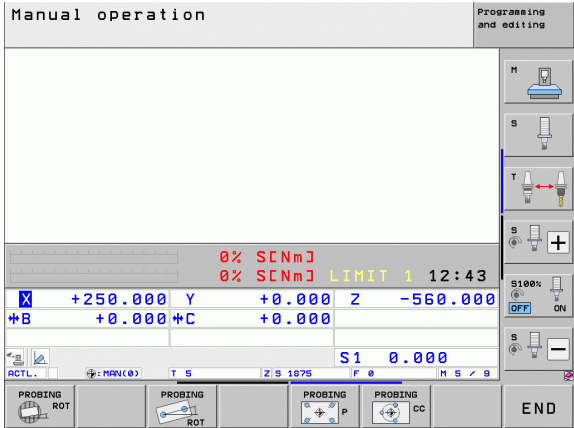 Manual operation
Programming
and editing
M
S
T
S
S100%
OFF ON
S
0% S[Nm]
0% S[Nm] LIMIT 1 12:43
X +250.000 Y +0.000 Z -560.000
B +0.000 C +0.000
S1 0.000
ACTL. : MAN(0) T 5 Z S 1875 F 0 M 5 / 9
PROBING ROT
PROBING ROT
PROBING P
PROBING CC
END